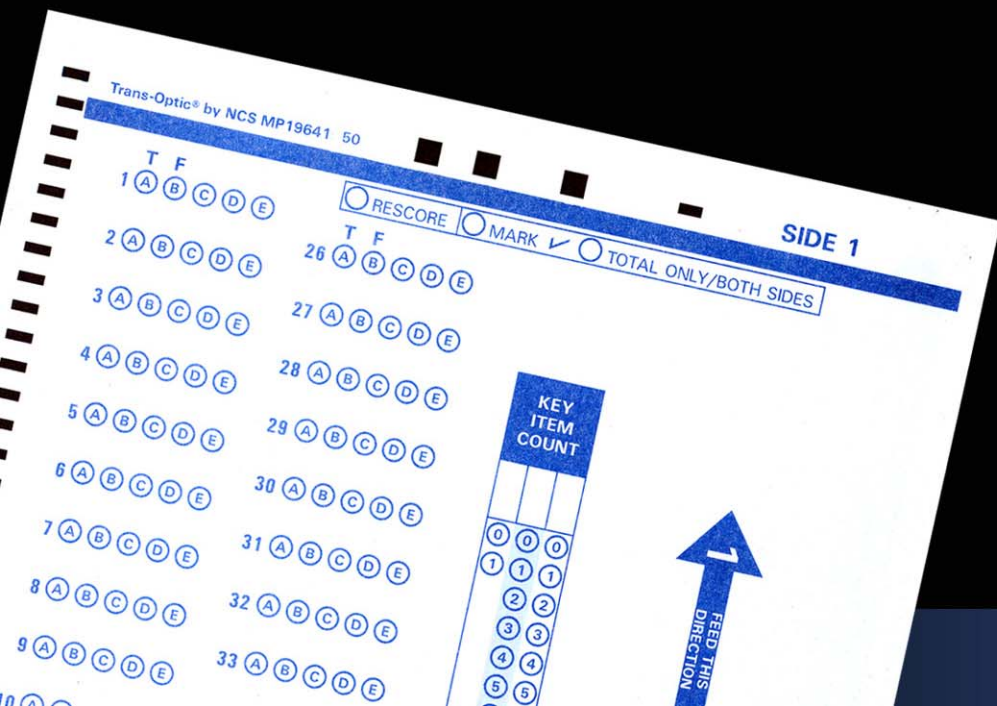 Trans-Optic® by NCS MP19641 50
SIDE 1
RESCORE MARK TOTAL ONLY/BOTH SIDES
T F
1 A B C D E
2 A B C D E
3 A B C D E
4 A B C D E
5 A B C D E
6 A B C D E
7 A B C D E
8 A B C D E
9 A B C D E
10 A
T F
26 A B C D E
27 A B C D E
28 A B C D E
29 A B C D E
30 A B C D E
31 A B C D E
32 A B C D E
33 A B C D E
KEY
ITEM
COUNT
0 0 0
1 1 1
2 2
3 3
4 4
5 5
1
FEED THIS
DIRECTION